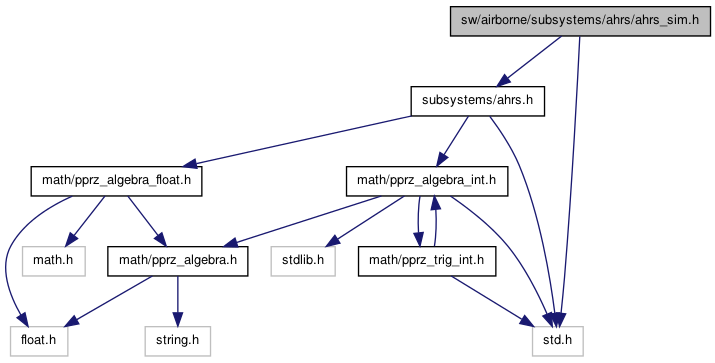 sw/airborne/subsystems/ahrs/ahrs_sim.h
subsystems/ahrs.h
math/pprz_algebra_float.h
math/pprz_algebra_int.h
math.h
math/pprz_algebra.h
stdlib.h
math/pprz_trig_int.h
float.h
string.h
std.h